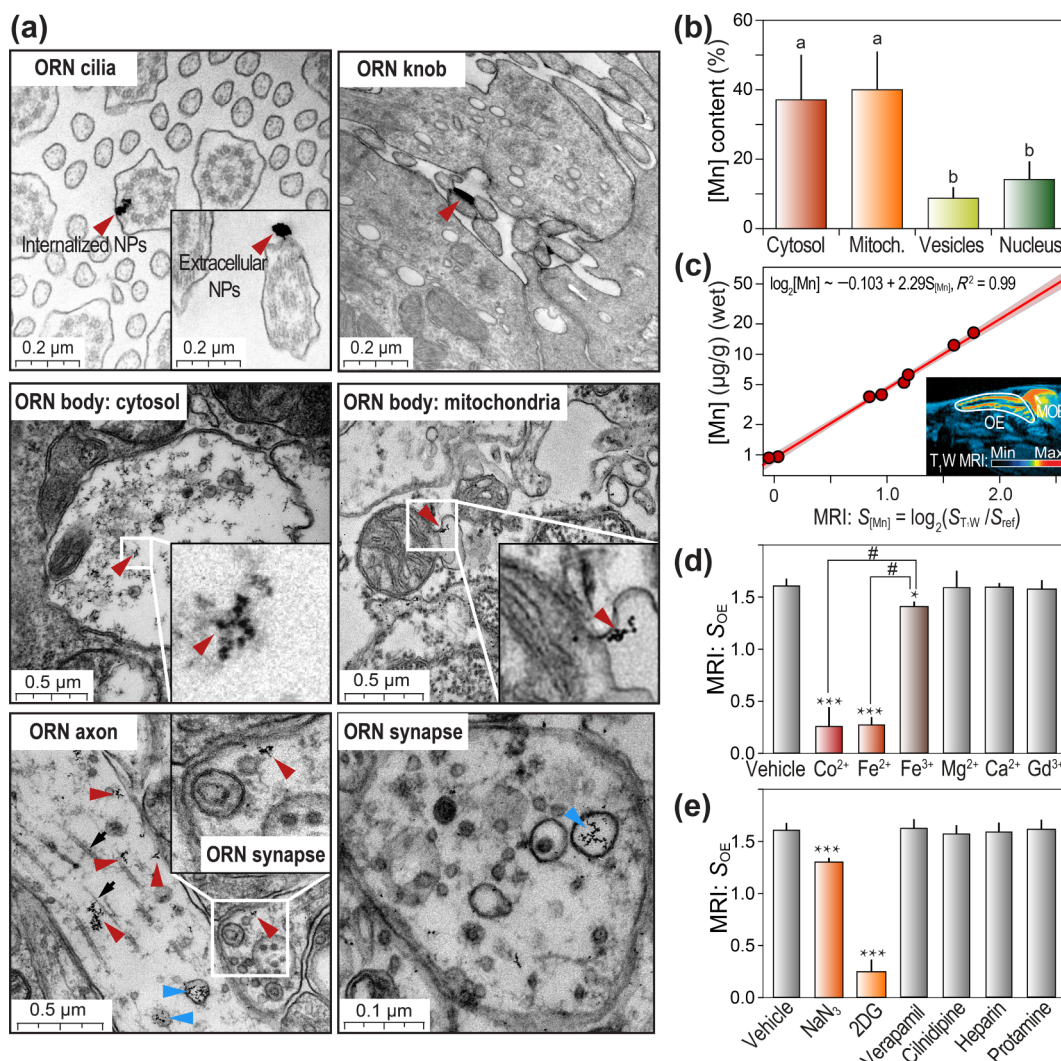 (a)
ORN cilia
Internalized NPs
Extracellular
NPs
0.2 µm
0.2 µm
ORN knob
0.2 µm
ORN body: cytosol
0.5 µm
ORN body: mitochondria
0.5 µm
ORN axon
ORN synapse
0.5 µm
ORN synapse
0.1 µm
(b)
[Mn] content (%)
60
40
20
0
a
a
b
b
Cytosol Mitoch. Vesicles Nucleus
(c)
log₂[Mn] ~ −0.103 + 2.29S[Mn], R² = 0.99
[Mn] (µg/g) (wet)
50
20
10
5
2
1
OE
MOB
T₁W MRI:
Min
Max
0 1.0 2.0
MRI: S[Mn] = log₂(ST₁W/Sref)
(d)
MRI: SOE
1.5
1.0
0.5
0.0
#
#
*
***
***
Vehicle Co²⁺ Fe²⁺ Fe³⁺ Mg²⁺ Ca²⁺ Gd³⁺
(e)
MRI: SOE
1.5
1.0
0.5
0.0
***
***
Vehicle
NaN₃
2DG
Verapamil
Cilnidipine
Heparin
Protamine